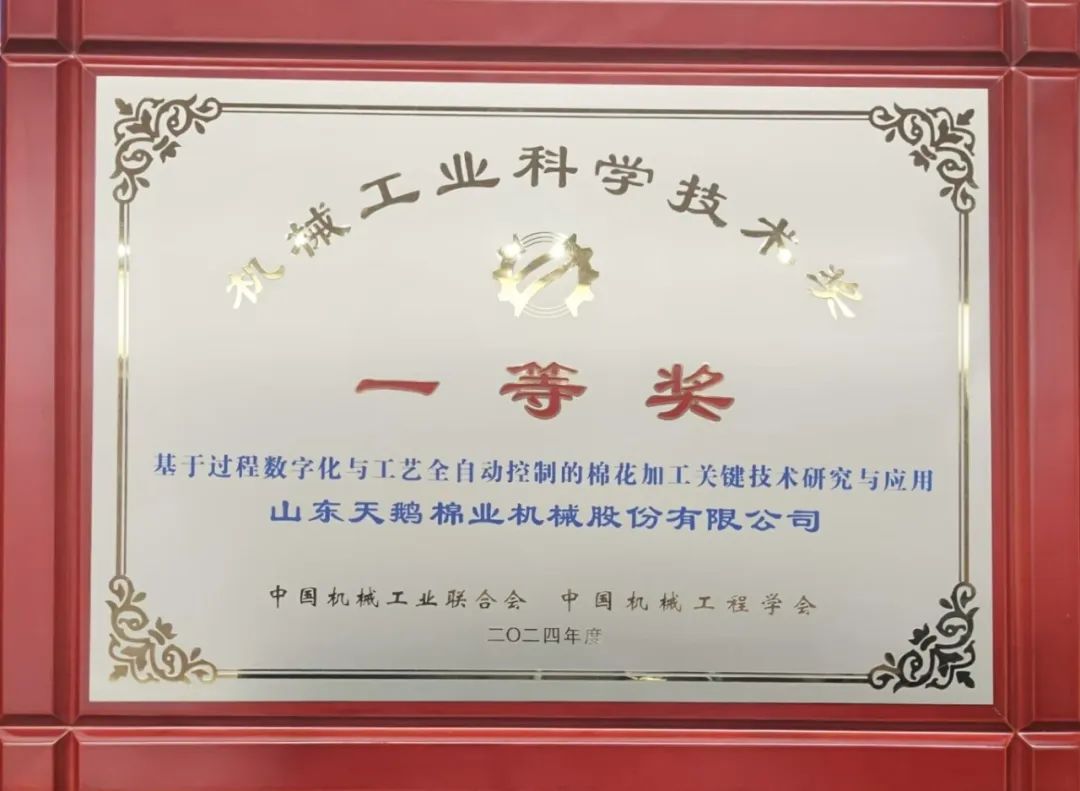 机械工业科学技术奖
一等奖
基于过程数字化与工艺全自动控制的棉花加工关键技术研究与应用
山东天鹅棉业机械股份有限公司
中国机械工业联合会 中国机械工程学会
二〇二四年度